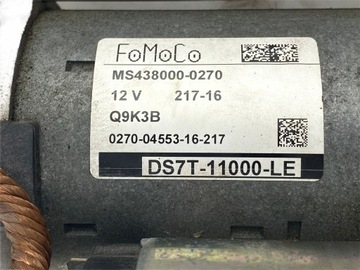 FoMoCo
MS438000-0270
12 V 217-16
Q9K3B
0270-04553-16-217
DS7T-11000-LE